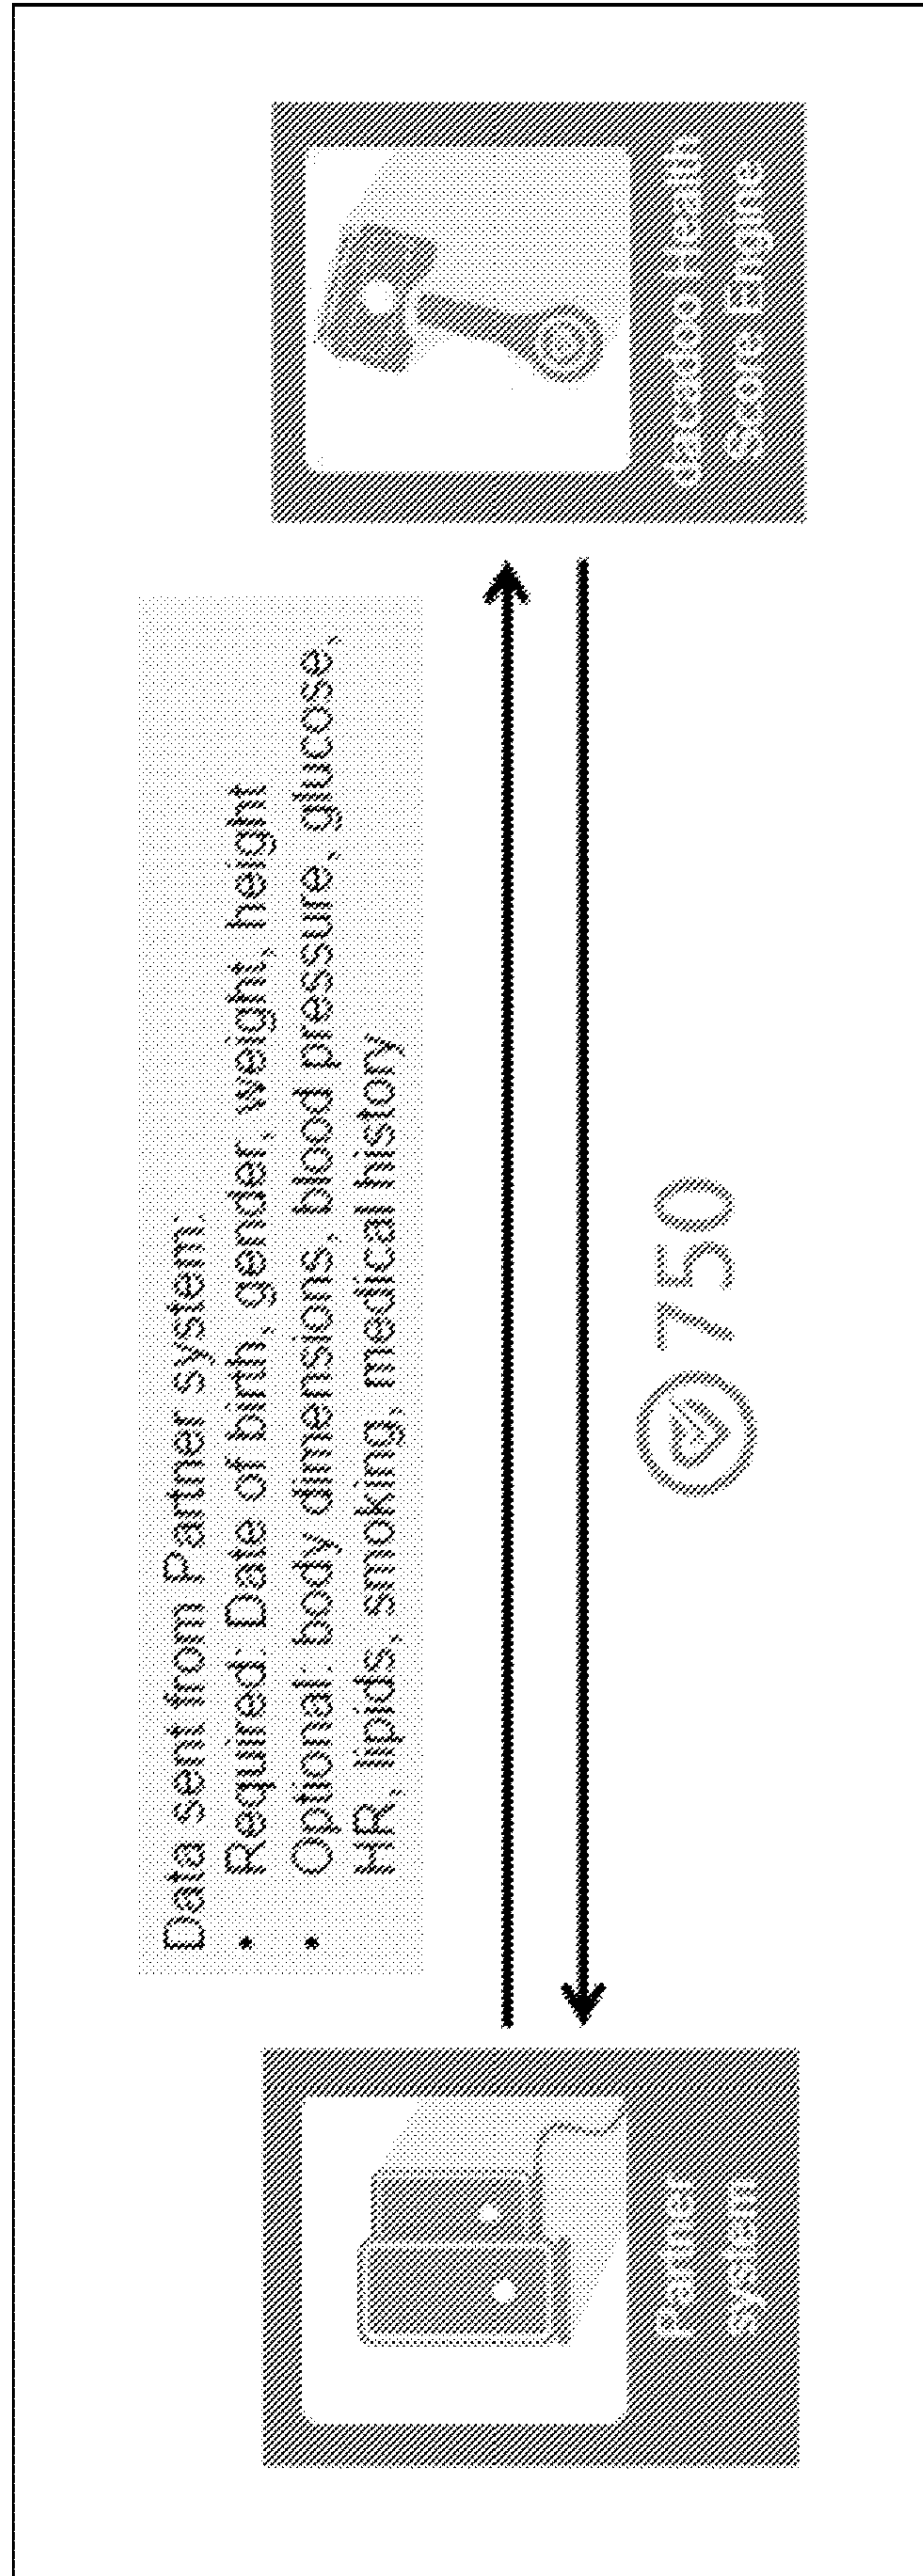 Data sent from Partner system:
• Required: Date of birth, gender, weight, height
• Optional: body dimensions, blood pressure, glucose,
HR, lipids, smoking, medical history
750
Partner
system
dacadoo Health
Score Engine